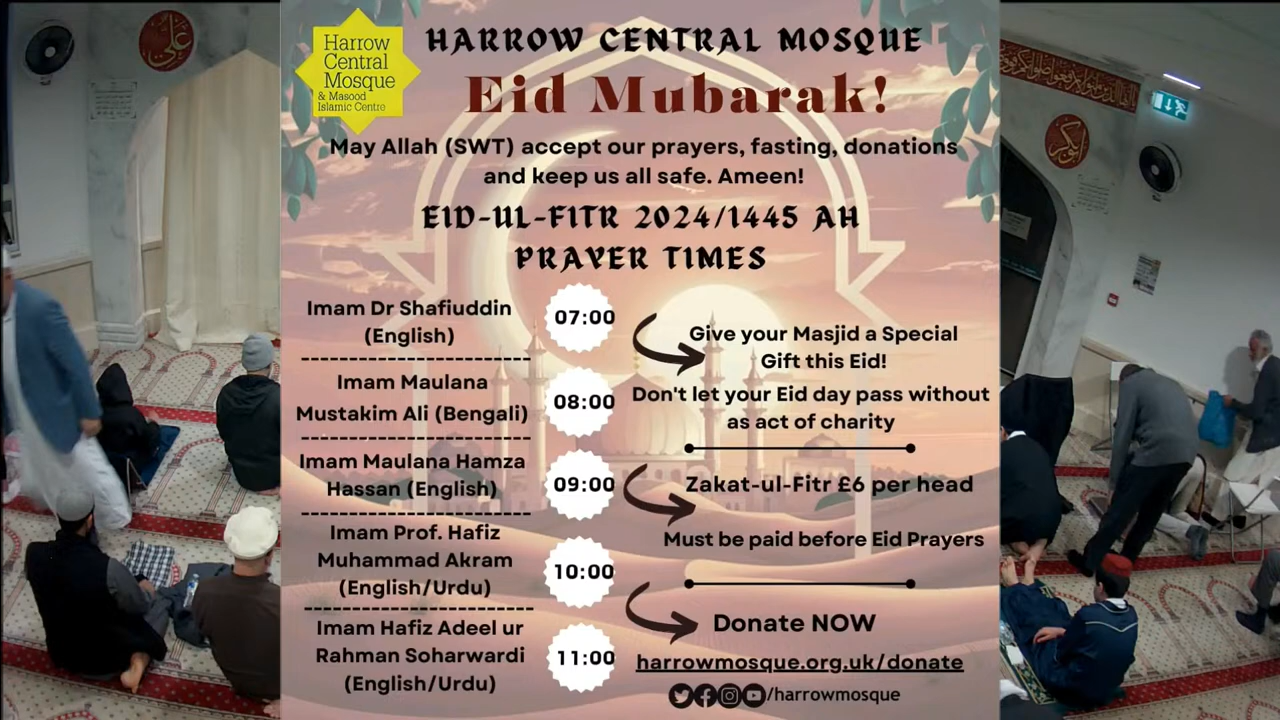 Harrow
Central
Mosque
& Masood
Islamic Centre
HARROW CENTRAL MOSQUE
Eid Mubarak!
May Allah (SWT) accept our prayers, fasting, donations
and keep us all safe. Ameen!
EID-UL-FITR 2024/1445 AH
PRAYER TIMES
Imam Dr Shafiuddin
(English)
07:00
Imam Maulana
Mustakim Ali (Bengali)
08:00
Imam Maulana Hamza
Hassan (English)
09:00
Imam Prof. Hafiz
Muhammad Akram
(English/Urdu)
10:00
Imam Hafiz Adeel ur
Rahman Soharwardi
(English/Urdu)
11:00
Give your Masjid a Special
Gift this Eid!
Don't let your Eid day pass without
as act of charity
Zakat-ul-Fitr £6 per head
Must be paid before Eid Prayers
Donate NOW
harrowmosque.org.uk/donate
/harrowmosque
علي
ابوبكر